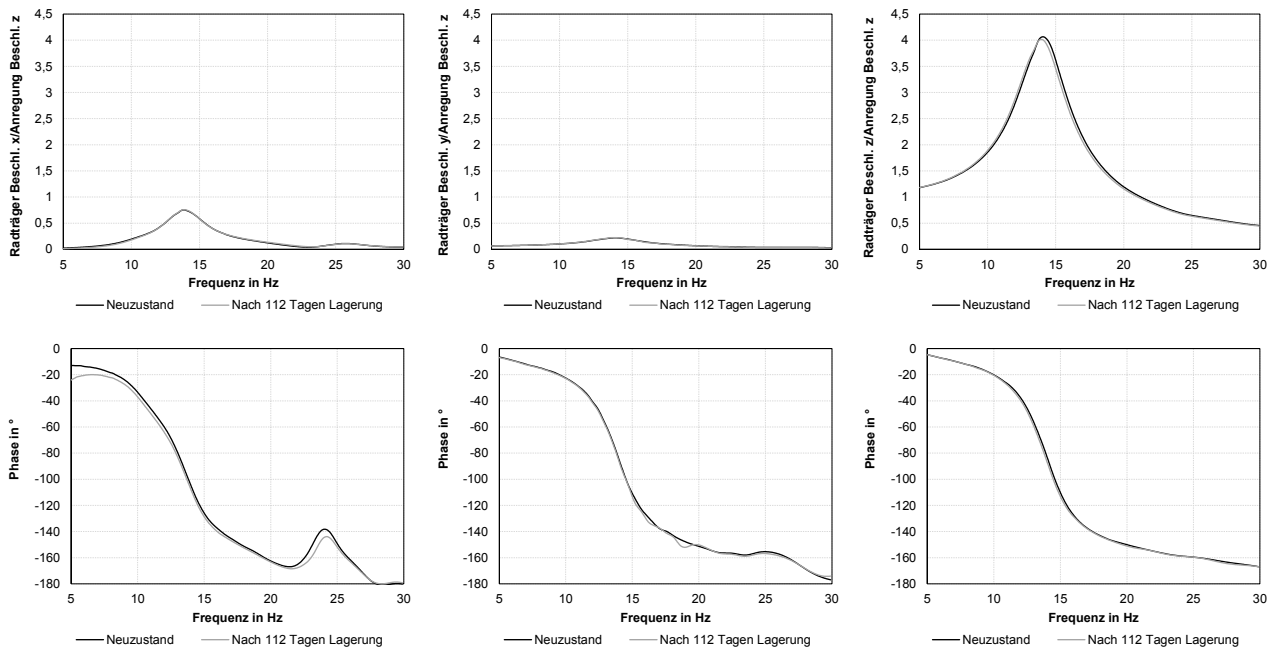 Radträger Beschl. x/Anregung Beschl. z
4,5
4
3,5
3
2,5
2
1,5
1
0,5
0
5 10 15 20 25 30
Frequenz in Hz
Neuzustand Nach 112 Tagen Lagerung
Radträger Beschl. y/Anregung Beschl. z
4,5
4
3,5
3
2,5
2
1,5
1
0,5
0
5 10 15 20 25 30
Frequenz in Hz
Neuzustand Nach 112 Tagen Lagerung
Radträger Beschl. z/Anregung Beschl. z
4,5
4
3,5
3
2,5
2
1,5
1
0,5
0
5 10 15 20 25 30
Frequenz in Hz
Neuzustand Nach 112 Tagen Lagerung
Phase in °
0
-20
-40
-60
-80
-100
-120
-140
-160
-180
5 10 15 20 25 30
Frequenz in Hz
Neuzustand Nach 112 Tagen Lagerung
Phase in °
0
-20
-40
-60
-80
-100
-120
-140
-160
-180
5 10 15 20 25 30
Frequenz in Hz
Neuzustand Nach 112 Tagen Lagerung
Phase in °
0
-20
-40
-60
-80
-100
-120
-140
-160
-180
5 10 15 20 25 30
Frequenz in Hz
Neuzustand Nach 112 Tagen Lagerung